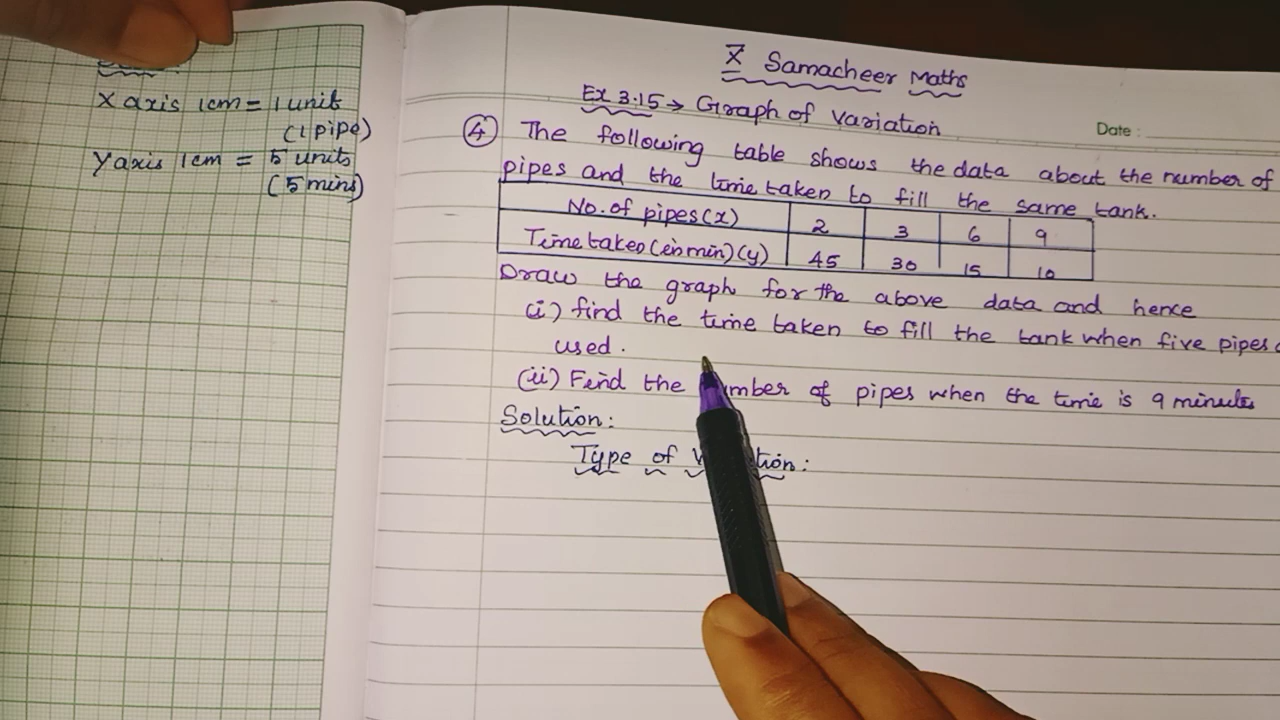 X axis 1cm = 1 unit
(1 pipe)
Y axis 1cm = 5 units
(5 mins)
X Samacheer Maths
Ex 3.15 → Graph of variation
Date :
④ The following table shows the data about the number of
pipes and the time taken to fill the same tank.
No. of pipes (x) 2 3 6 9
Time taken (in min) (y) 45 30 15 10
Draw the graph for the above data and hence
(i) find the time taken to fill the tank when five pipes
used.
(ii) Find the number of pipes when the time is 9 minutes
Solution:
Type of